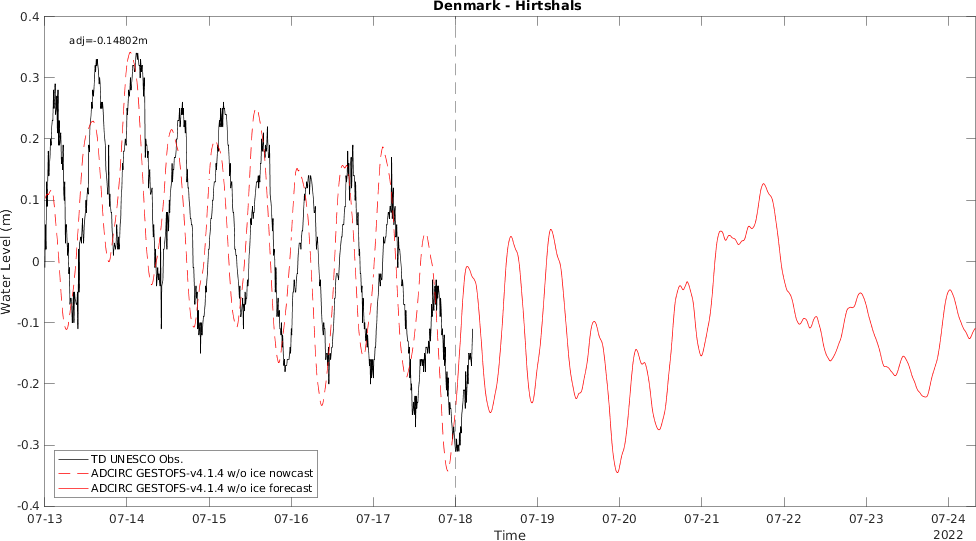 Denmark - Hirtshals
adj=-0.14802m
0.4
0.3
0.2
0.1
0
-0.1
-0.2
-0.3
-0.4
Water Level (m)
TD UNESCO Obs.
ADCIRC GESTOFS-v4.1.4 w/o ice nowcast
ADCIRC GESTOFS-v4.1.4 w/o ice forecast
07-13 07-14 07-15 07-16 07-17 07-18 07-19 07-20 07-21 07-22 07-23 07-24
Time
2022